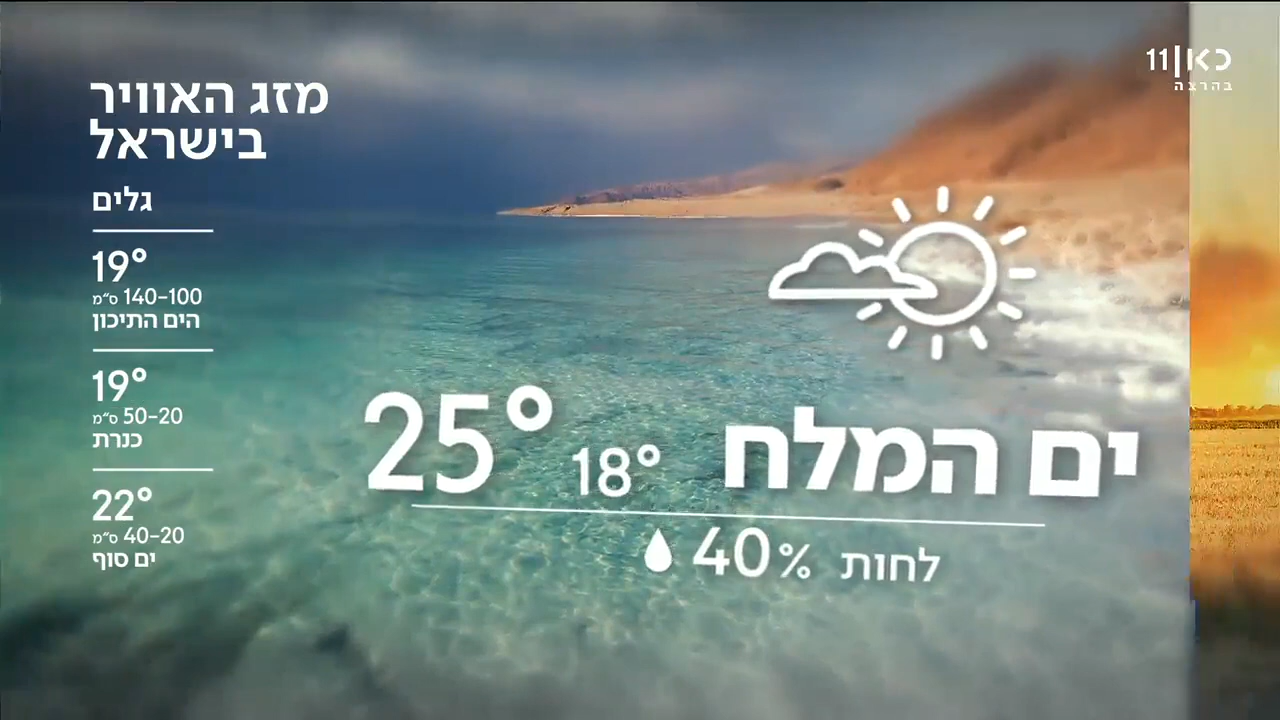 כאן 11
בהרצה
מזג האוויר
בישראל
גלים
19°
140-100 ס״מ
הים התיכון
19°
50-20 ס״מ
כנרת
22°
40-20 ס״מ
ים סוף
ים המלח 18° 25°
לחות 40%